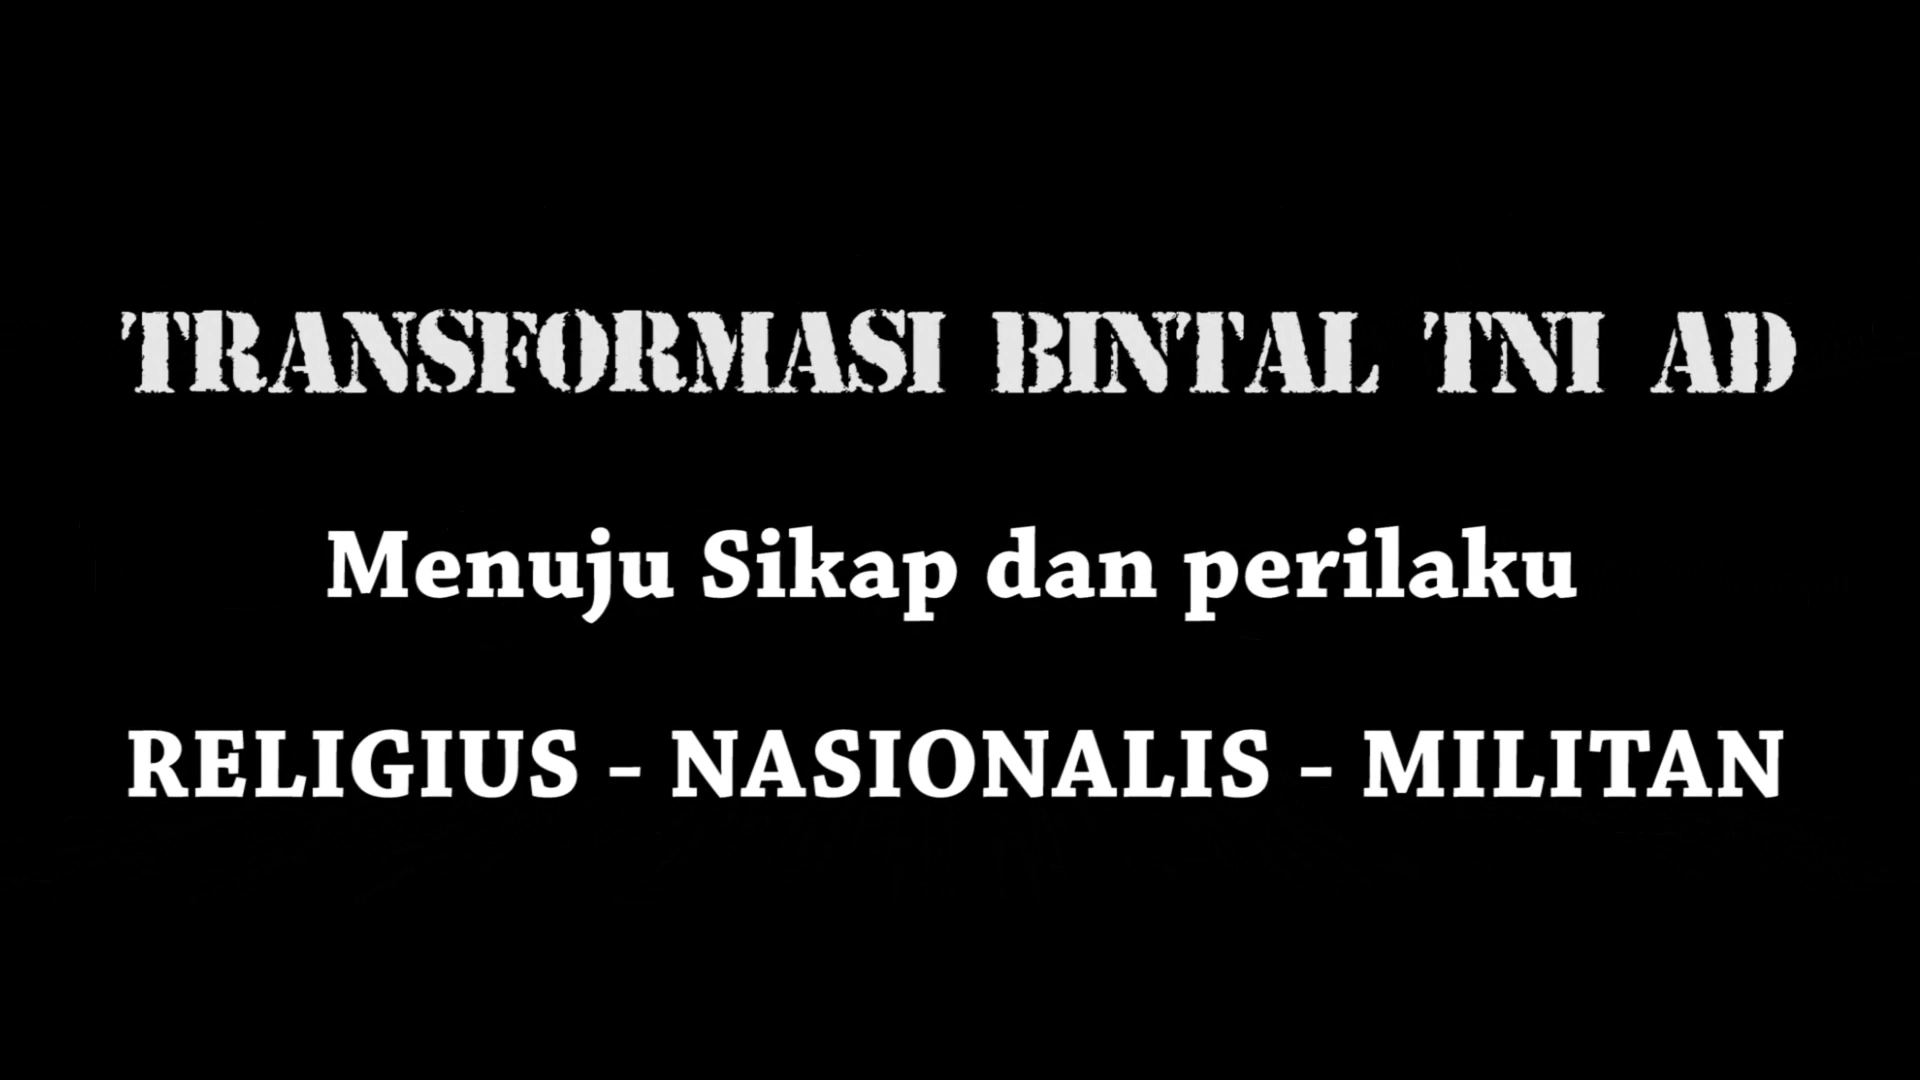 TRANSFORMASI BINTAL TNI AD
Menuju Sikap dan perilaku
RELIGIUS - NASIONALIS - MILITAN